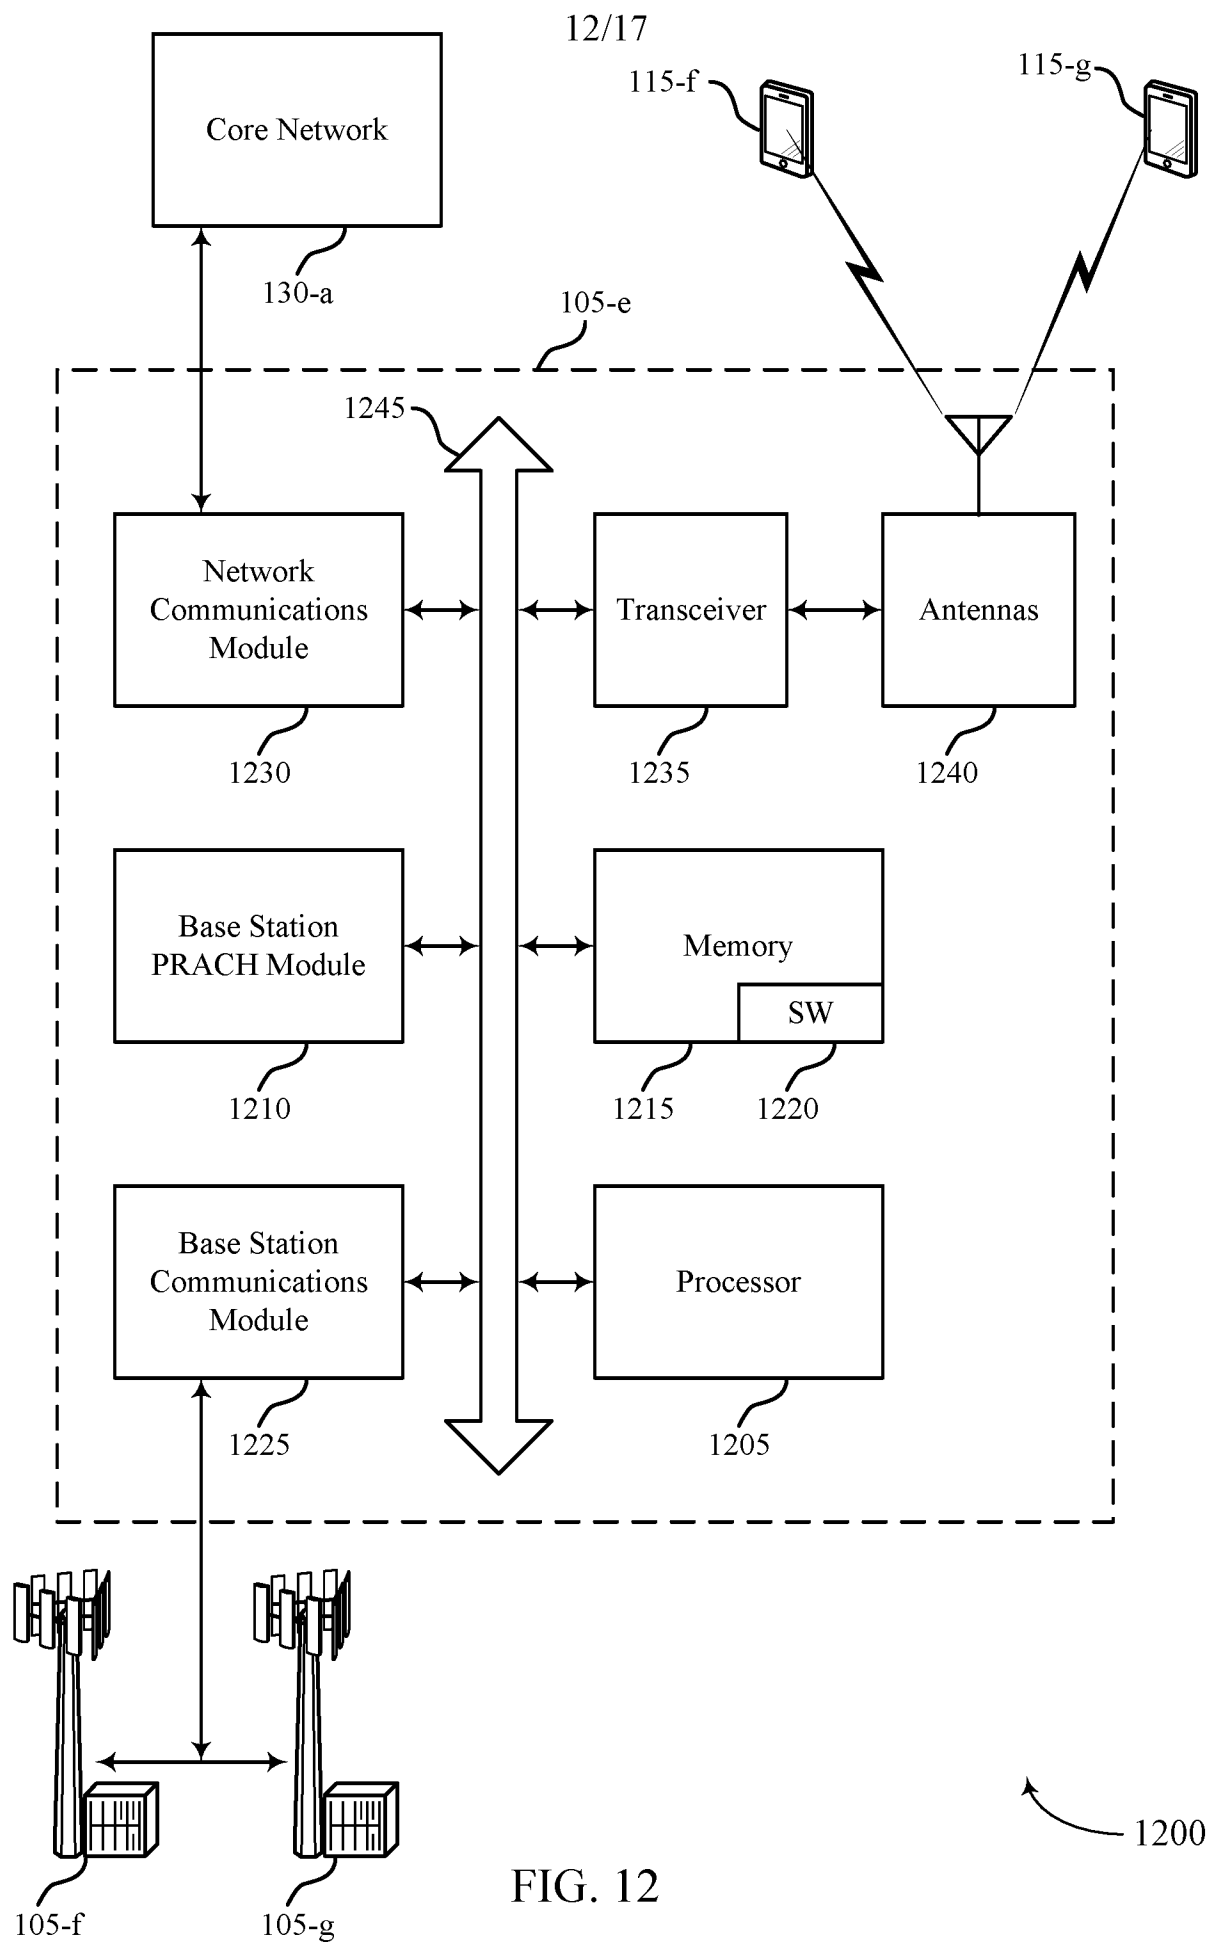 12/17
115-f
115-g
Core Network
130-a
105-e
1245
Network
Communications
Module
Transceiver
Antennas
1230
1235
1240
Base Station
PRACH Module
Memory
SW
1210
1215
1220
Base Station
Communications
Module
Processor
1225
1205
1200
FIG. 12
105-f
105-g